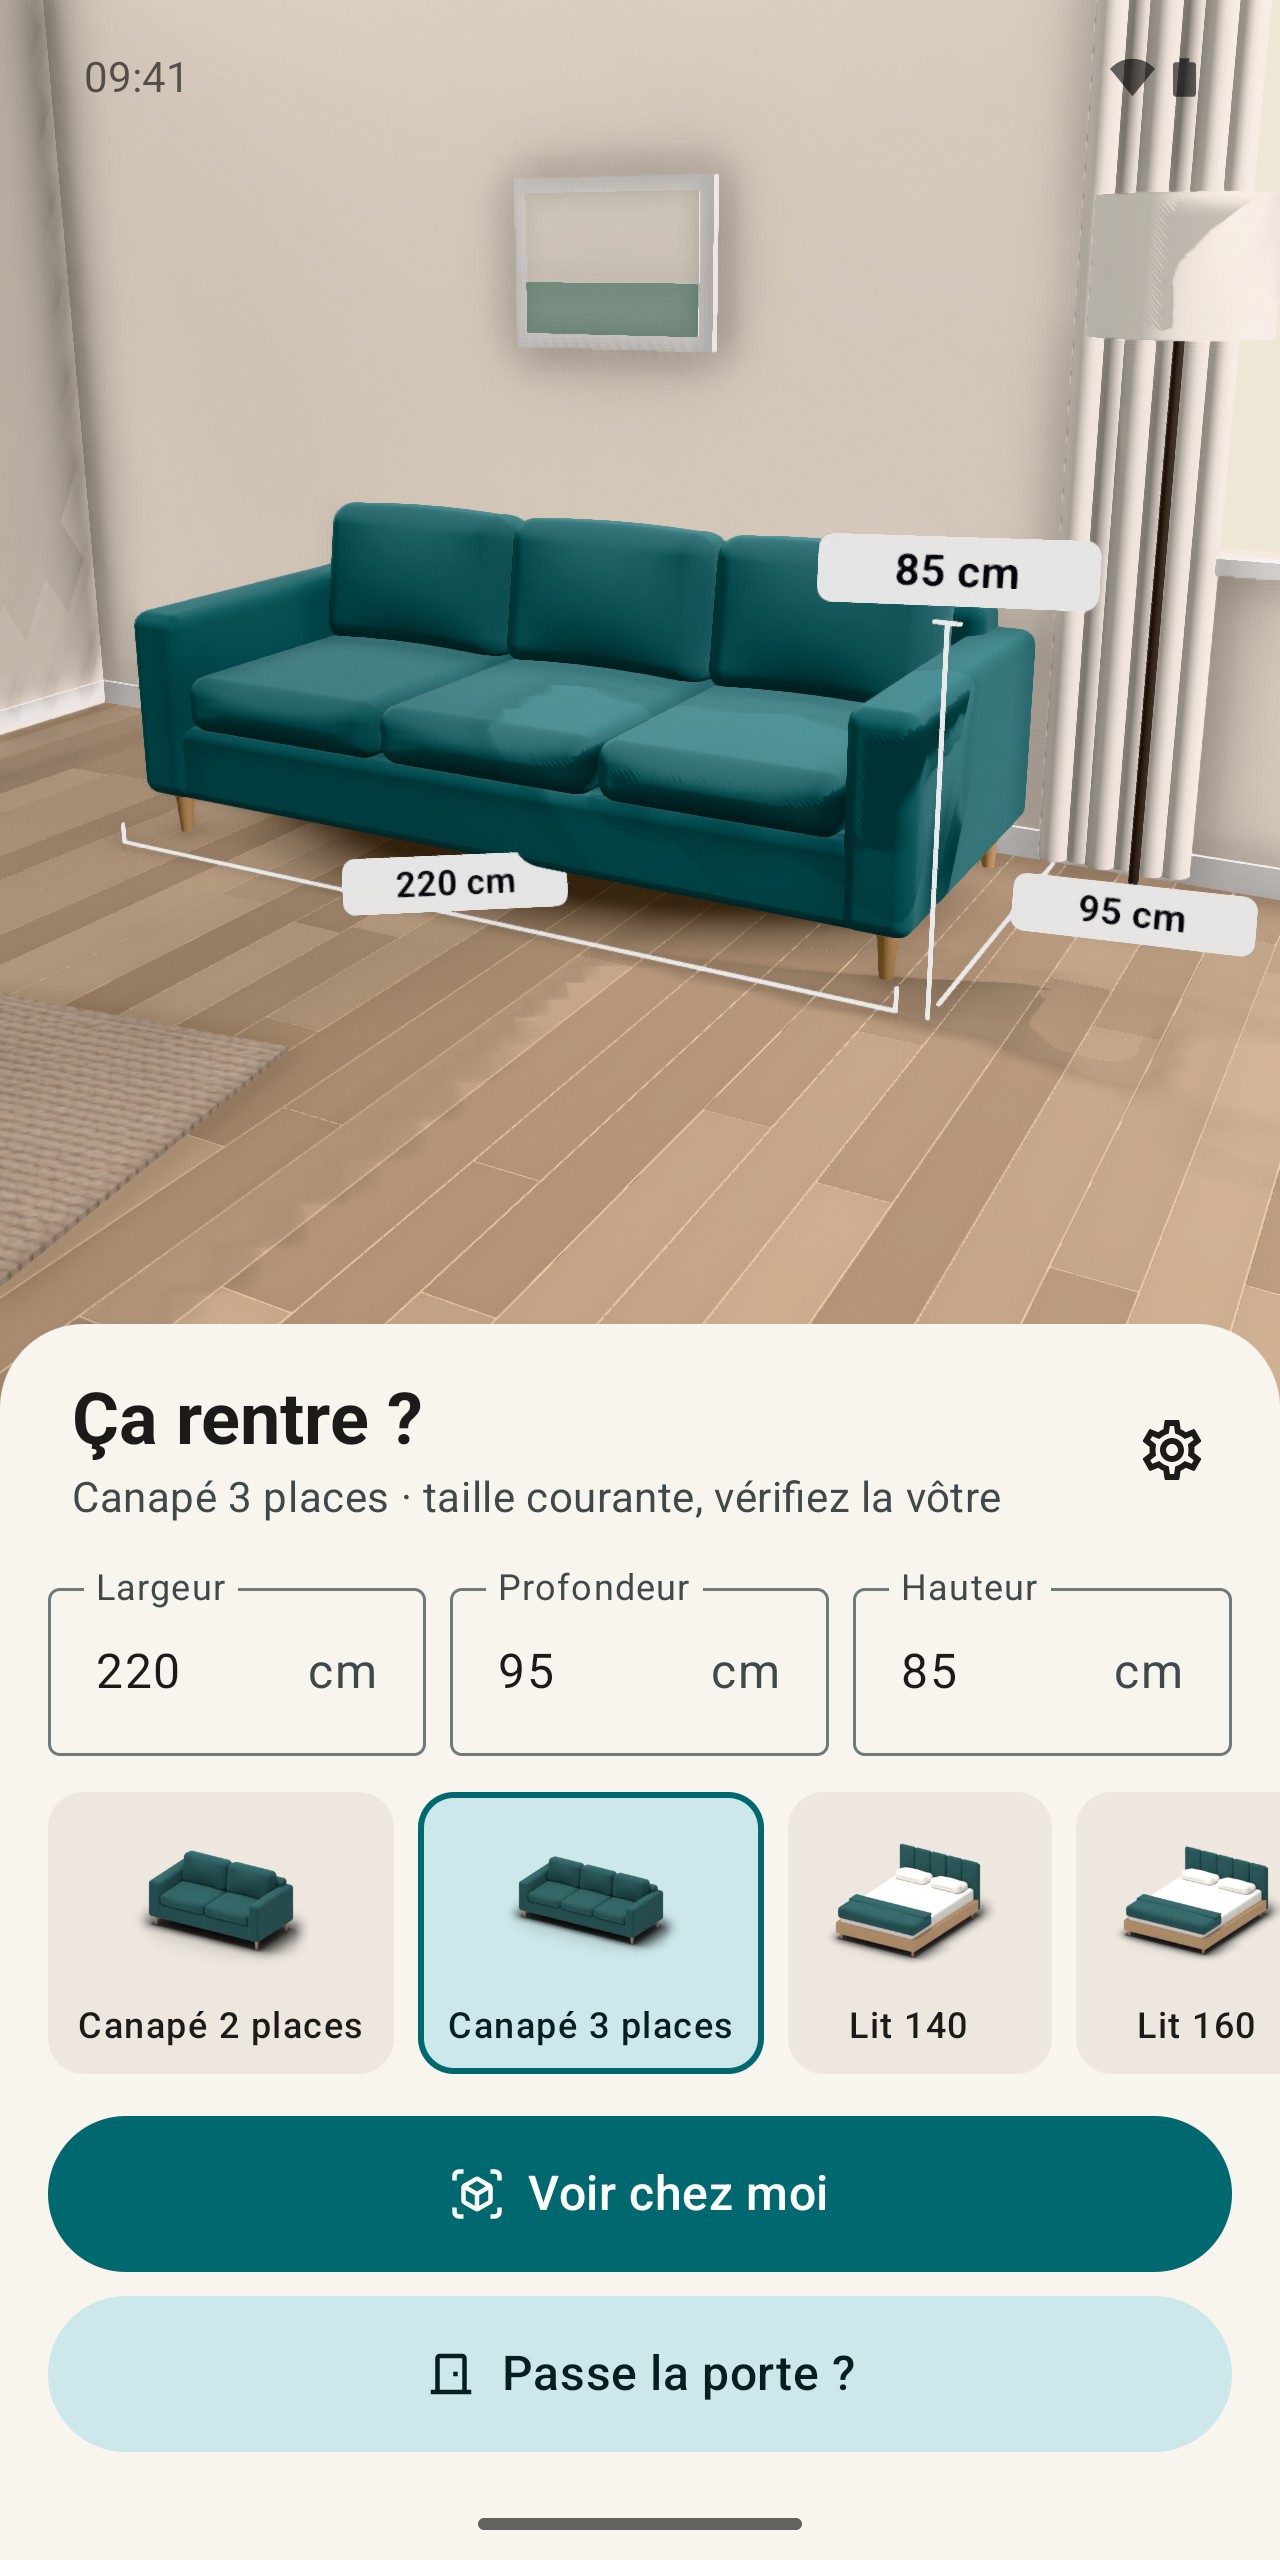 09:41
85 cm
220 cm
95 cm
Ça rentre ?
Canapé 3 places · taille courante, vérifiez la vôtre
Largeur
Profondeur
Hauteur
220 cm
95 cm
85 cm
Canapé 2 places
Canapé 3 places
Lit 140
Lit 160
Voir chez moi
Passe la porte ?